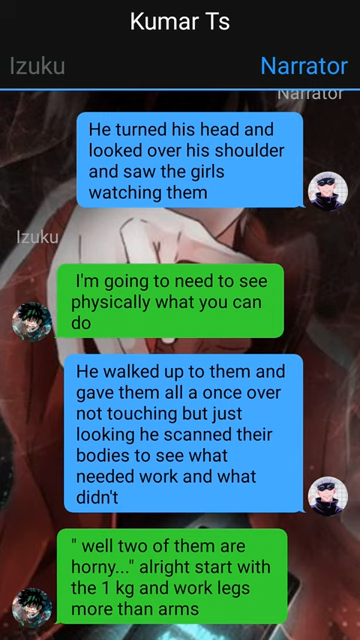 Kumar Ts
Izuku
Narrator
Narrator
He turned his head and
looked over his shoulder
and saw the girls
watching them
Izuku
I'm going to need to see
physically what you can
do
He walked up to them and
gave them all a once over
not touching but just
looking he scanned their
bodies to see what
needed work and what
didn't
" well two of them are
horny..." alright start with
the 1 kg and work legs
more than arms